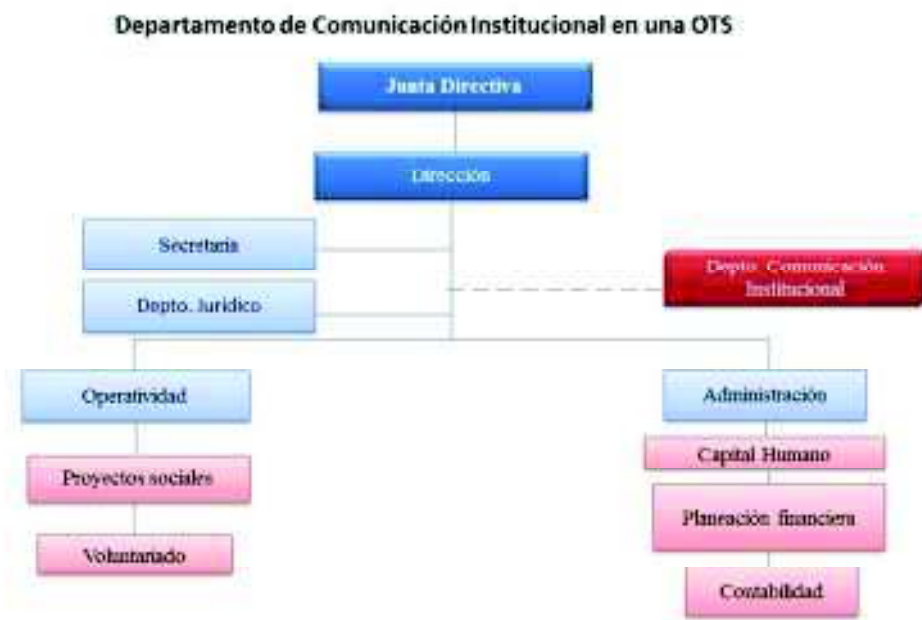 Departamento de Comunicación Institucional en una OTS
Junta Directiva
Dirección
Secretaria
Depto. Comunicación
Institucional
Depto. Jurídico
Operatividad
Administración
Capital Humano
Proyectos sociales
Planeación financiera
Voluntariado
Contabilidad